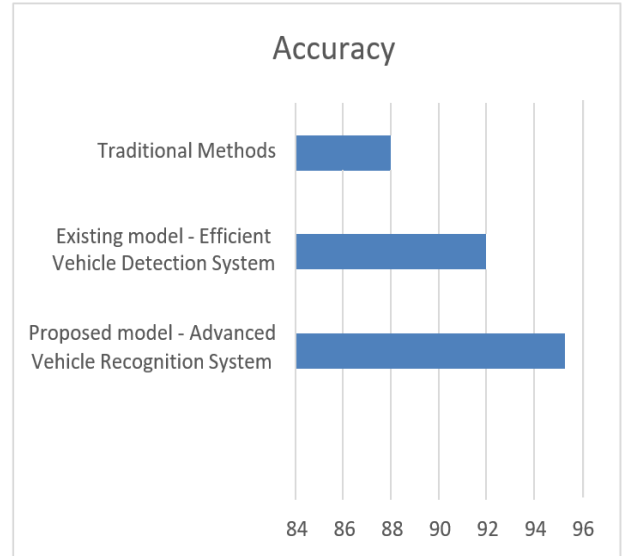 Accuracy
Traditional Methods
Existing model - Efficient
Vehicle Detection System
Proposed model - Advanced
Vehicle Recognition System
84 86 88 90 92 94 96